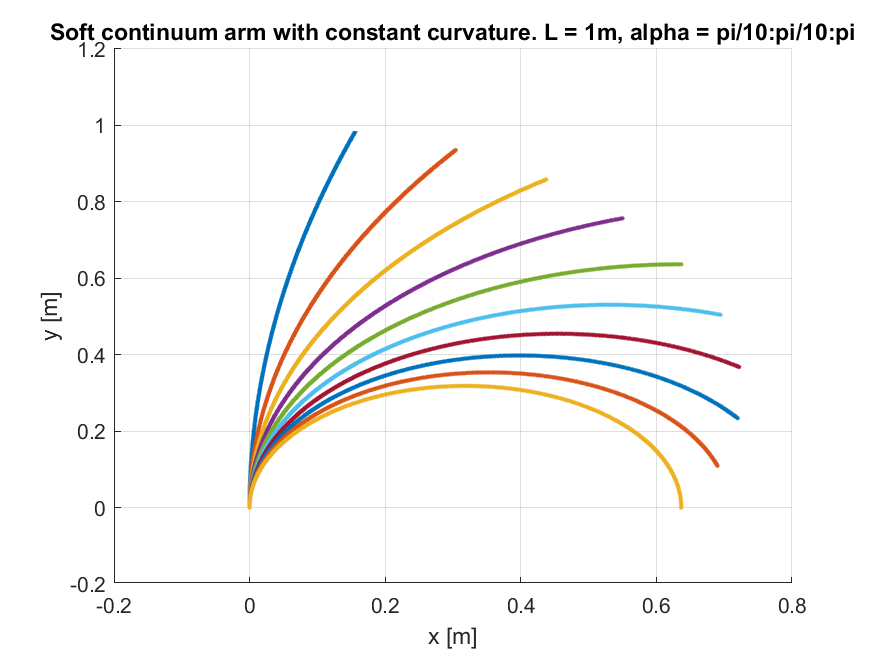 Soft continuum arm with constant curvature. L = 1m, alpha = pi/10:pi/10:pi
1.2
1
0.8
0.6
0.4
0.2
0
-0.2
y [m]
-0.2 0 0.2 0.4 0.6 0.8
x [m]